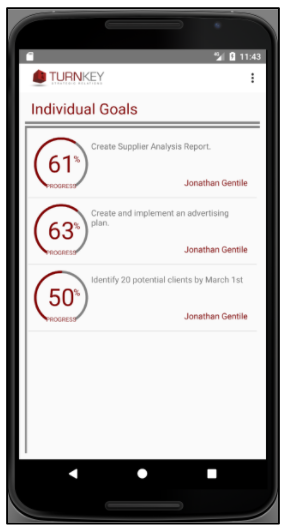 11:43
TURNKEY
STRATEGIC RELATIONS
Individual Goals
61%
PROGRESS
Create Supplier Analysis Report.
Jonathan Gentile
63%
PROGRESS
Create and implement an advertising
plan.
Jonathan Gentile
50%
PROGRESS
Identify 20 potential clients by March 1st
Jonathan Gentile